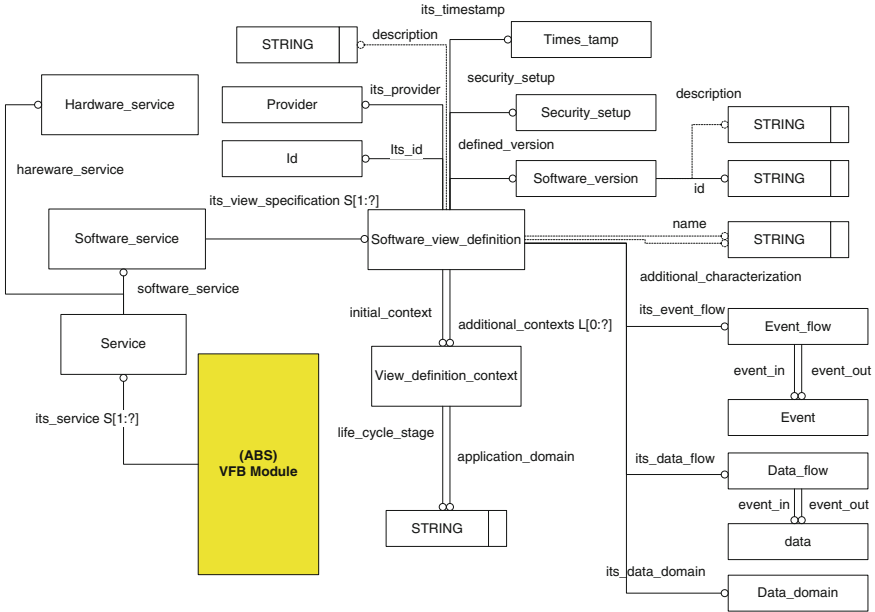 its_timestamp
description
STRING
Times_tamp
its_provider
security_setup
Hardware_service
Provider
Security_setup
description
STRING
Its_id
defined_version
Id
hareware_service
Software_version
id
STRING
its_view_specification S[1:?]
name
Software_service
Software_view_definition
STRING
additional_characterization
software_service
initial_context
additional_contexts L[0:?]
its_event_flow
Event_flow
Service
View_definition_context
event_in
event_out
its_service S[1:?]
Event
life_cycle_stage
application_domain
(ABS)
VFB Module
its_data_flow
Data_flow
event_in
event_out
STRING
data
its_data_domain
Data_domain